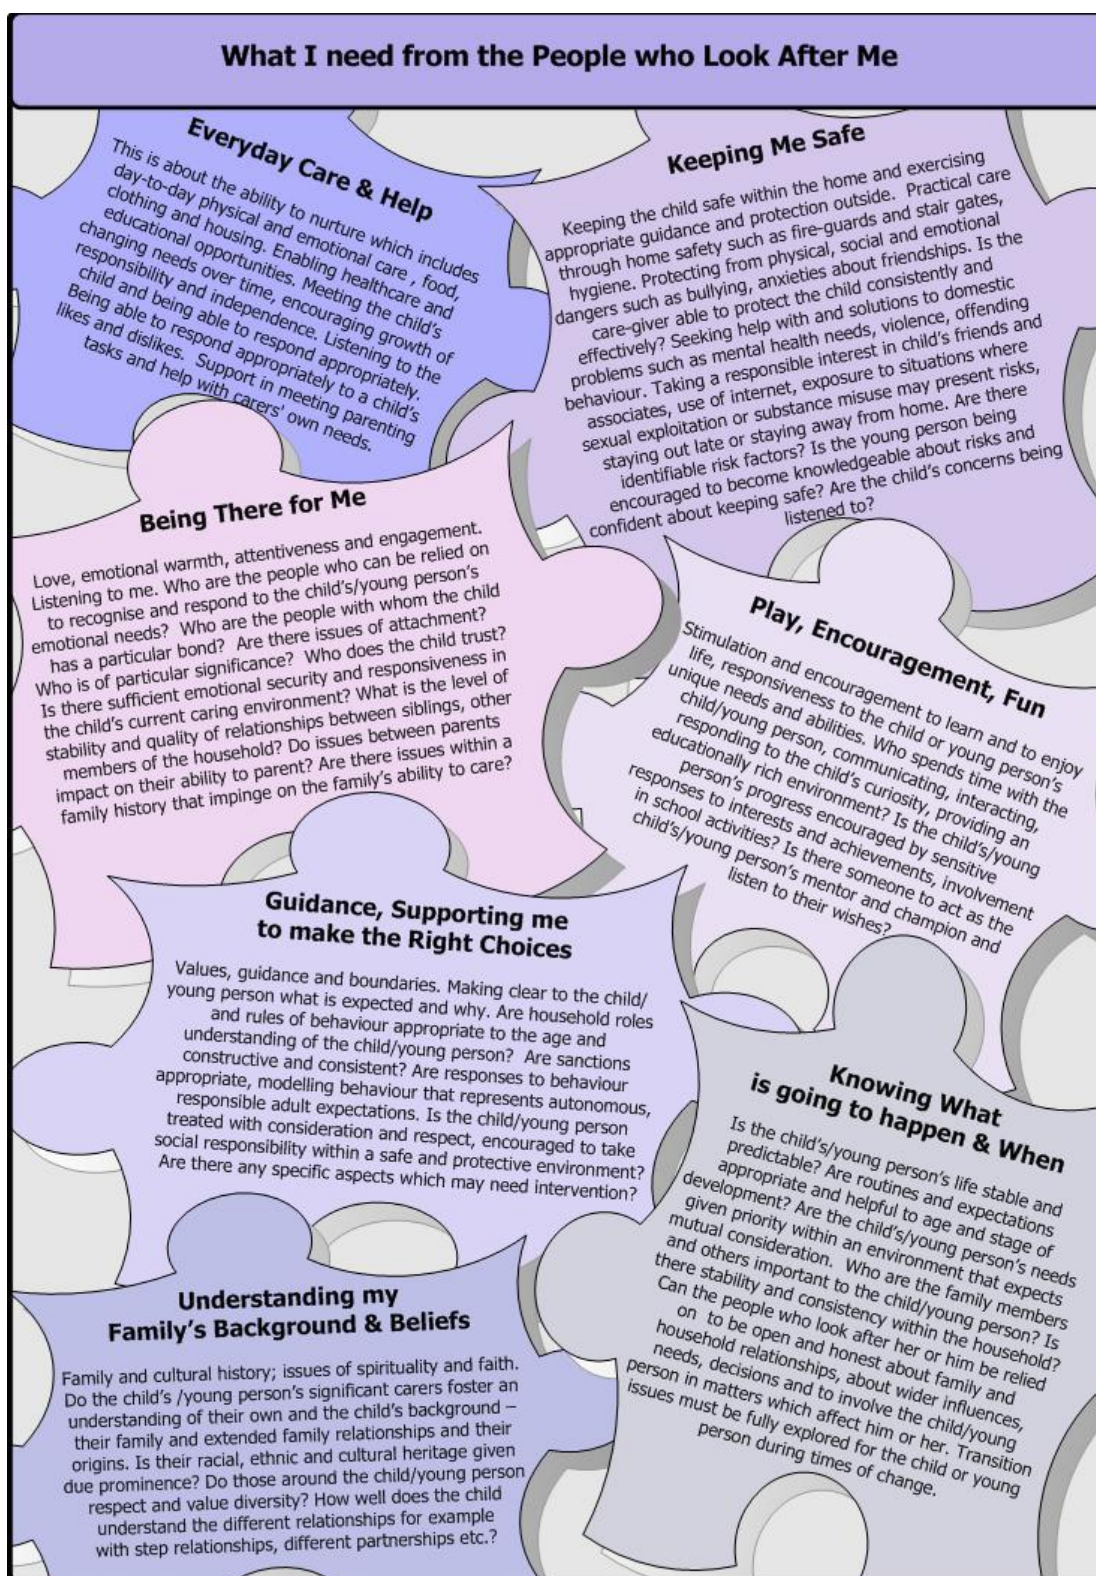 What I need from the People who Look After Me
Everyday Care & Help
This is about the ability to nurture which includes
day-to-day physical and emotional care , food,
clothing and housing. Enabling healthcare and
educational opportunities. Meeting the child's
changing needs over time, encouraging growth of
responsibility and independence. Listening to the
child and being able to respond appropriately.
Being able to respond appropriately to a child's
likes and dislikes.  Support in meeting parenting
tasks and help with carers' own needs.
Keeping Me Safe
Keeping the child safe within the home and exercising
appropriate guidance and protection outside.  Practical care
through home safety such as fire-guards and stair gates,
hygiene. Protecting from physical, social and emotional
dangers such as bullying, anxieties about friendships. Is the
care-giver able to protect the child consistently and
effectively? Seeking help with and solutions to domestic
problems such as mental health needs, violence, offending
behaviour. Taking a responsible interest in child's friends and
associates, use of internet, exposure to situations where
sexual exploitation or substance misuse may present risks,
staying out late or staying away from home. Are there
identifiable risk factors? Is the young person being
encouraged to become knowledgeable about risks and
confident about keeping safe? Are the child's concerns being
listened to?
Being There for Me
Love, emotional warmth, attentiveness and engagement.
Listening to me. Who are the people who can be relied on
to recognise and respond to the child's/young person's
emotional needs?  Who are the people with whom the child
has a particular bond?  Are there issues of attachment?
Who is of particular significance?  Who does the child trust?
Is there sufficient emotional security and responsiveness in
the child's current caring environment? What is the level of
stability and quality of relationships between siblings, other
members of the household? Do issues between parents
impact on their ability to parent? Are there issues within a
family history that impinge on the family's ability to care?
Play, Encouragement, Fun
Stimulation and encouragement to learn and to enjoy
life, responsiveness to the child or young person's
unique needs and abilities. Who spends time with the
child/young person, communicating, interacting,
responding to the child's curiosity, providing an
educationally rich environment? Is the child's/young
person's progress encouraged by sensitive
responses to interests and achievements, involvement
in school activities? Is there someone to act as the
child's/young person's mentor and champion and
listen to their wishes?
Guidance, Supporting me
to make the Right Choices
Values, guidance and boundaries. Making clear to the child/
young person what is expected and why. Are household roles
and rules of behaviour appropriate to the age and
understanding of the child/young person?  Are sanctions
constructive and consistent? Are responses to behaviour
appropriate, modelling behaviour that represents autonomous,
responsible adult expectations. Is the child/young person
treated with consideration and respect, encouraged to take
social responsibility within a safe and protective environment?
Are there any specific aspects which may need intervention?
Knowing What
is going to happen & When
Is the child's/young person's life stable and
predictable? Are routines and expectations
appropriate and helpful to age and stage of
development? Are the child's/young person's needs
given priority within an environment that expects
mutual consideration.  Who are the family members
and others important to the child/young person? Is
there stability and consistency within the household?
Can the people who look after her or him be relied
on  to be open and honest about family and
household relationships, about wider influences,
needs, decisions and to involve the child/young
person in matters which affect him or her. Transition
issues must be fully explored for the child or young
person during times of change.
Understanding my
Family's Background & Beliefs
Family and cultural history; issues of spirituality and faith.
Do the child's /young person's significant carers foster an
understanding of their own and the child's background –
their family and extended family relationships and their
origins. Is their racial, ethnic and cultural heritage given
due prominence? Do those around the child/young person
respect and value diversity? How well does the child
understand the different relationships for example
with step relationships, different partnerships etc.?